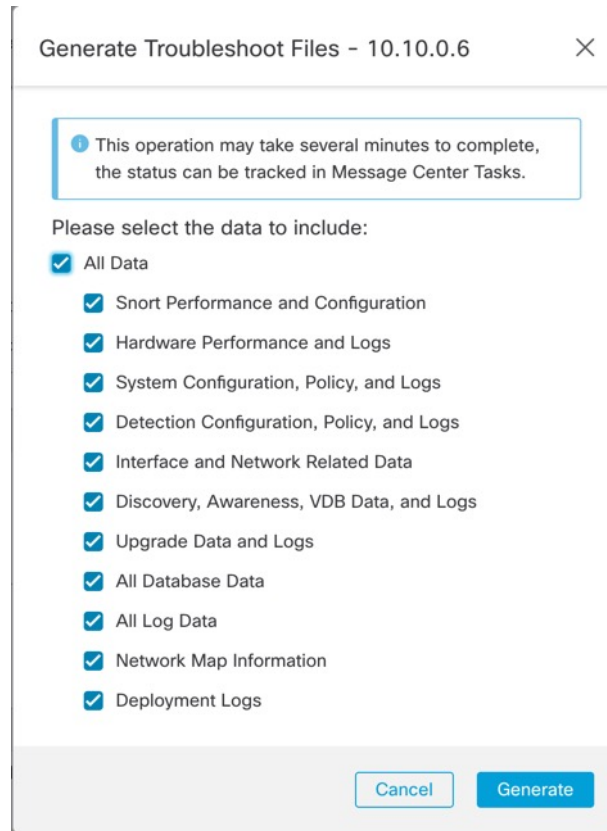 Generate Troubleshoot Files - 10.10.0.6
This operation may take several minutes to complete,
the status can be tracked in Message Center Tasks.
Please select the data to include:
All Data
Snort Performance and Configuration
Hardware Performance and Logs
System Configuration, Policy, and Logs
Detection Configuration, Policy, and Logs
Interface and Network Related Data
Discovery, Awareness, VDB Data, and Logs
Upgrade Data and Logs
All Database Data
All Log Data
Network Map Information
Deployment Logs
Cancel Generate